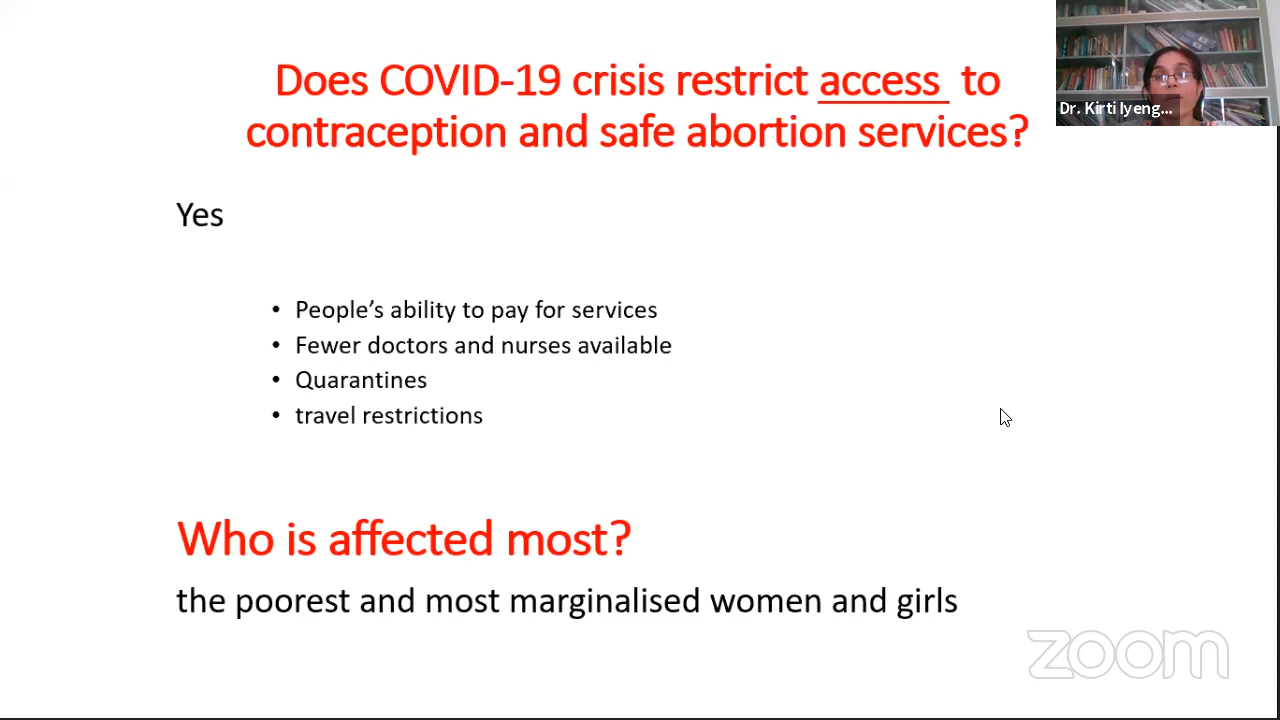 Does COVID-19 crisis restrict access to
contraception and safe abortion services?
Dr. Kirti Iyeng...
Yes
• People's ability to pay for services
• Fewer doctors and nurses available
• Quarantines
• travel restrictions
Who is affected most?
the poorest and most marginalised women and girls
zoom